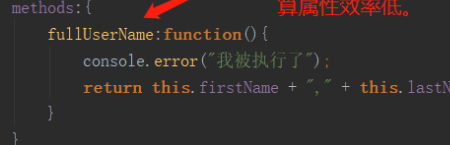 算属性效率低。
methods:{
fullUserName:function(){
console.error("我被执行了");
return this.firstName + "," + this.lastN
}
}